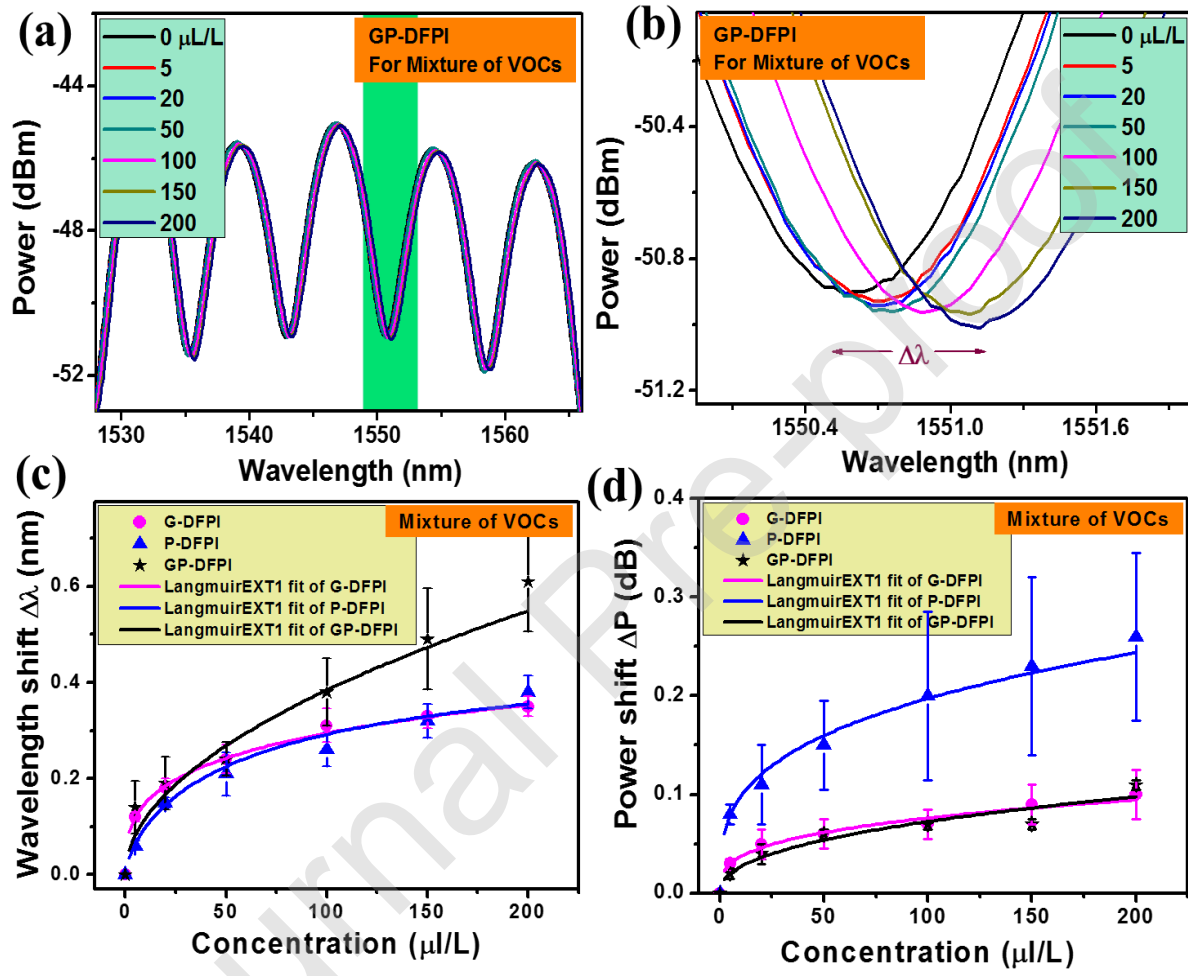 (a)
0 μL/L
5
20
50
100
150
200
GP-DFPI
For Mixture of VOCs
-44
-48
-52
Power (dBm)
1530 1540 1550 1560
Wavelength (nm)
(b)
GP-DFPI
For Mixture of VOCs
0 μL/L
5
20
50
100
150
200
-50.4
-50.8
-51.2
Power (dBm)
Δλ
1550.4 1551.0 1551.6
Wavelength (nm)
(c)
Mixture of VOCs
G-DFPI
P-DFPI
GP-DFPI
LangmuirEXT1 fit of G-DFPI
LangmuirEXT1 fit of P-DFPI
LangmuirEXT1 fit of GP-DFPI
0.6
0.4
0.2
0.0
Wavelength shift Δλ (nm)
0 50 100 150 200
Concentration (μl/L)
(d)
Mixture of VOCs
G-DFPI
P-DFPI
GP-DFPI
LangmuirEXT1 fit of G-DFPI
LangmuirEXT1 fit of P-DFPI
LangmuirEXT1 fit of GP-DFPI
0.4
0.3
0.2
0.1
0.0
Power shift ΔP (dB)
0 50 100 150 200
Concentration (μl/L)
urnal Pre-proof